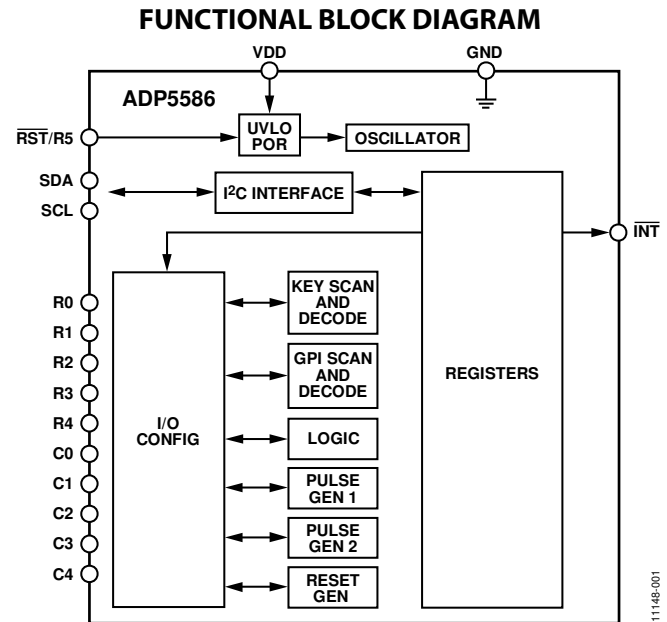 FUNCTIONAL BLOCK DIAGRAM
VDD
GND
ADP5586
R̅S̅T̅/R5
UVLO
POR
OSCILLATOR
SDA
SCL
I²C INTERFACE
I̅N̅T̅
R0
R1
R2
R3
R4
C0
C1
C2
C3
C4
I/O
CONFIG
KEY SCAN
AND
DECODE
GPI SCAN
AND
DECODE
LOGIC
PULSE
GEN 1
PULSE
GEN 2
RESET
GEN
REGISTERS
11148-001